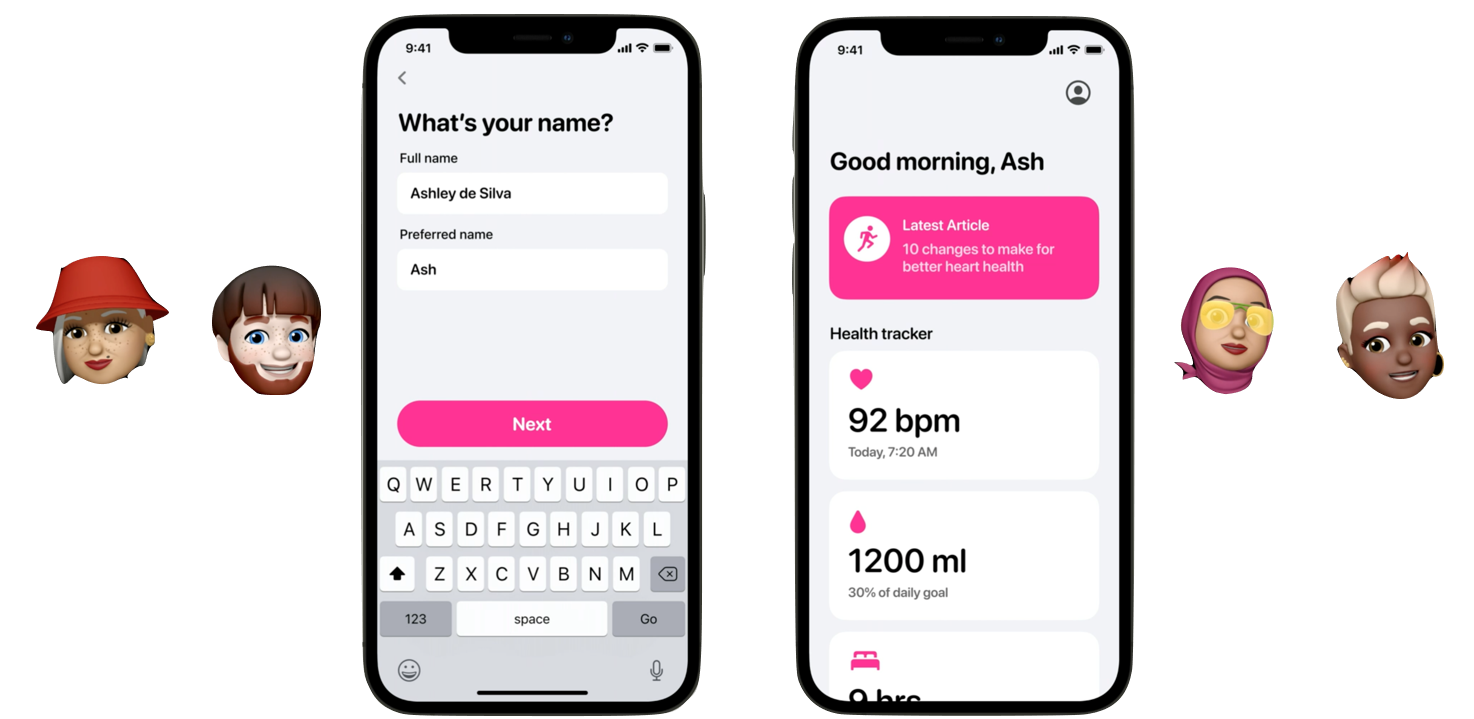 9:41
What's your name?
Full name
Ashley de Silva
Preferred name
Ash
Next
Q W E R T Y U I O P
A S D F G H J K L
Z X C V B N M
123 space Go
9:41
Good morning, Ash
Latest Article
10 changes to make for
better heart health
Health tracker
92 bpm
Today, 7:20 AM
1200 ml
30% of daily goal
9 hrs